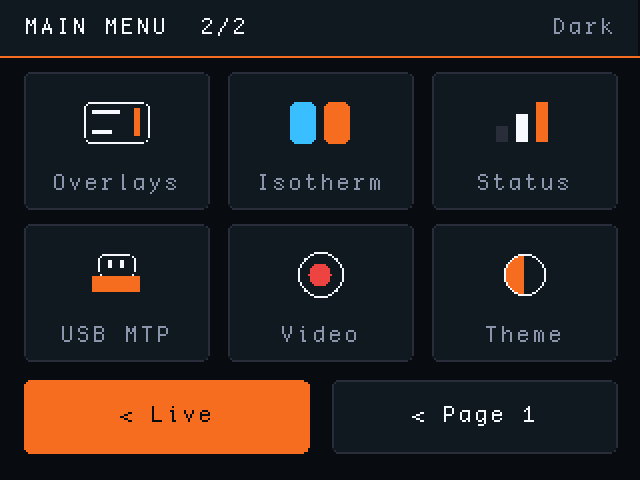 MAIN MENU 2/2
Dark
Overlays
Isotherm
Status
USB MTP
Video
Theme
< Live
< Page 1